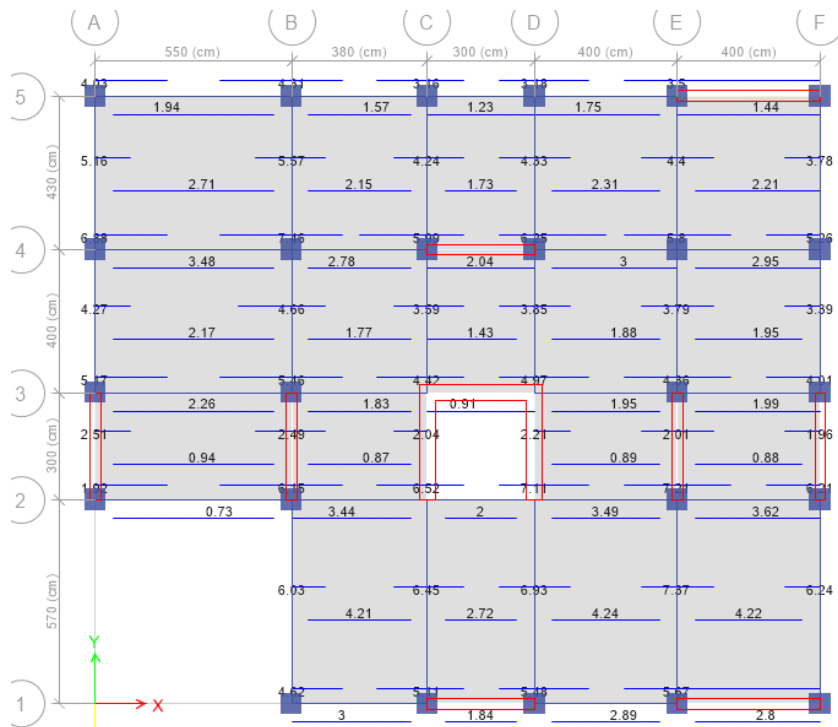 A B C D E F
550 (cm) 380 (cm) 300 (cm) 400 (cm) 400 (cm)
4.03 4.31 3.16 3.18 3.5
5
1.94 1.57 1.23 1.75 1.44
430 (cm)
5.16 5.57 4.24 4.33 4.4 3.78
2.71 2.15 1.73 2.31 2.21
6.88 7.46 5.99 6.25 5.8 5.26
4
3.48 2.78 2.04 3 2.95
400 (cm)
4.27 4.66 3.59 3.85 3.79 3.39
2.17 1.77 1.43 1.88 1.95
5.17 5.46 4.42 4.97 4.36 4.01
3
2.26 1.83 0.91 1.95 1.99
300 (cm)
2.51 2.49 2.04 2.21 2.01 1.96
0.94 0.87 0.89 0.88
1.92 6.15 6.52 7.11 7.21 6.21
2
0.73 3.44 2 3.49 3.62
570 (cm)
6.03 6.45 6.93 7.37 6.24
4.21 2.72 4.24 4.22
Y
4.62 5.11 5.48 5.67
1
X
3 1.84 2.89 2.8